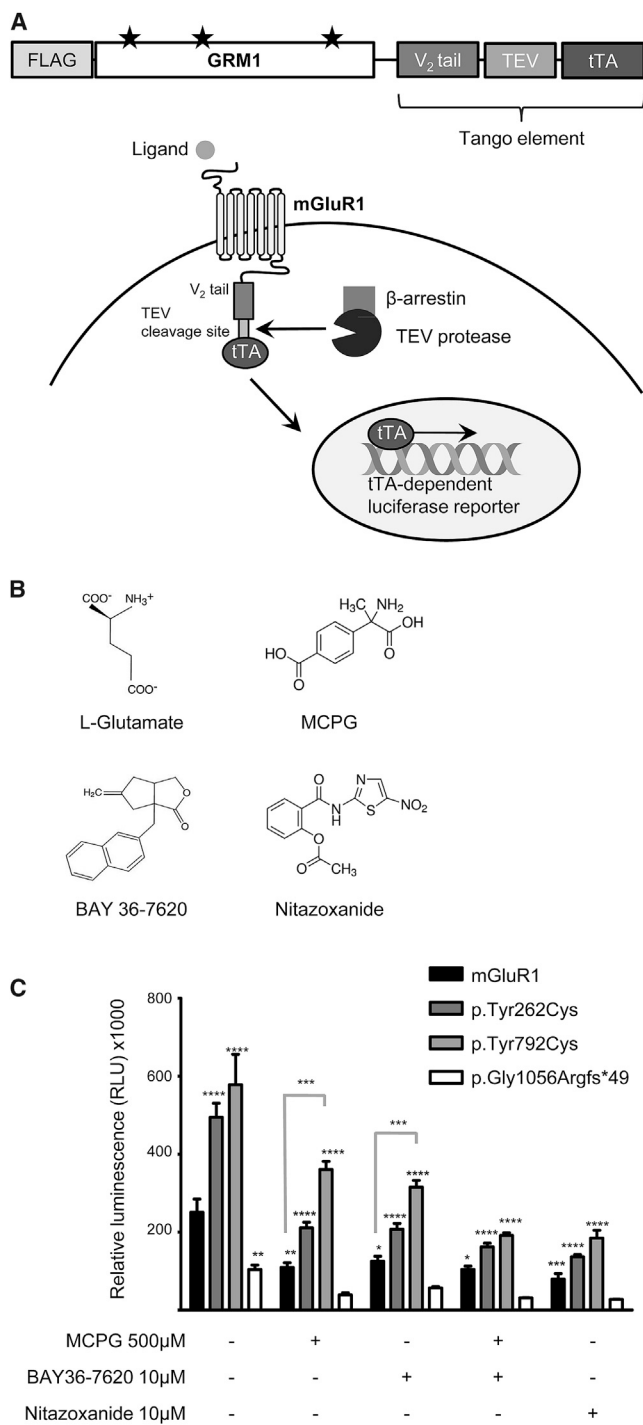 A
FLAG GRM1 V₂ tail TEV tTA
Tango element
Ligand
mGluR1
V₂ tail
TEV
cleavage site
tTA
β-arrestin
TEV protease
tTA
tTA-dependent
luciferase reporter
B
COO⁻ NH₃⁺
COO⁻
L-Glutamate
H₃C NH₂
OH
O
HO
O
MCPG
H₂C
O
O
BAY 36-7620
O
N
N
H
S
NO₂
O
O
CH₃
Nitazoxanide
C
mGluR1
p.Tyr262Cys
p.Tyr792Cys
p.Gly1056Argfs*49
Relative luminescence (RLU) x1000
800
600
400
200
**** **** **
*** ** **** ****
*** * **** ****
* **** ****
*** **** ****
MCPG 500µM - + - + -
BAY36-7620 10µM - - + + -
Nitazoxanide 10µM - - - - +